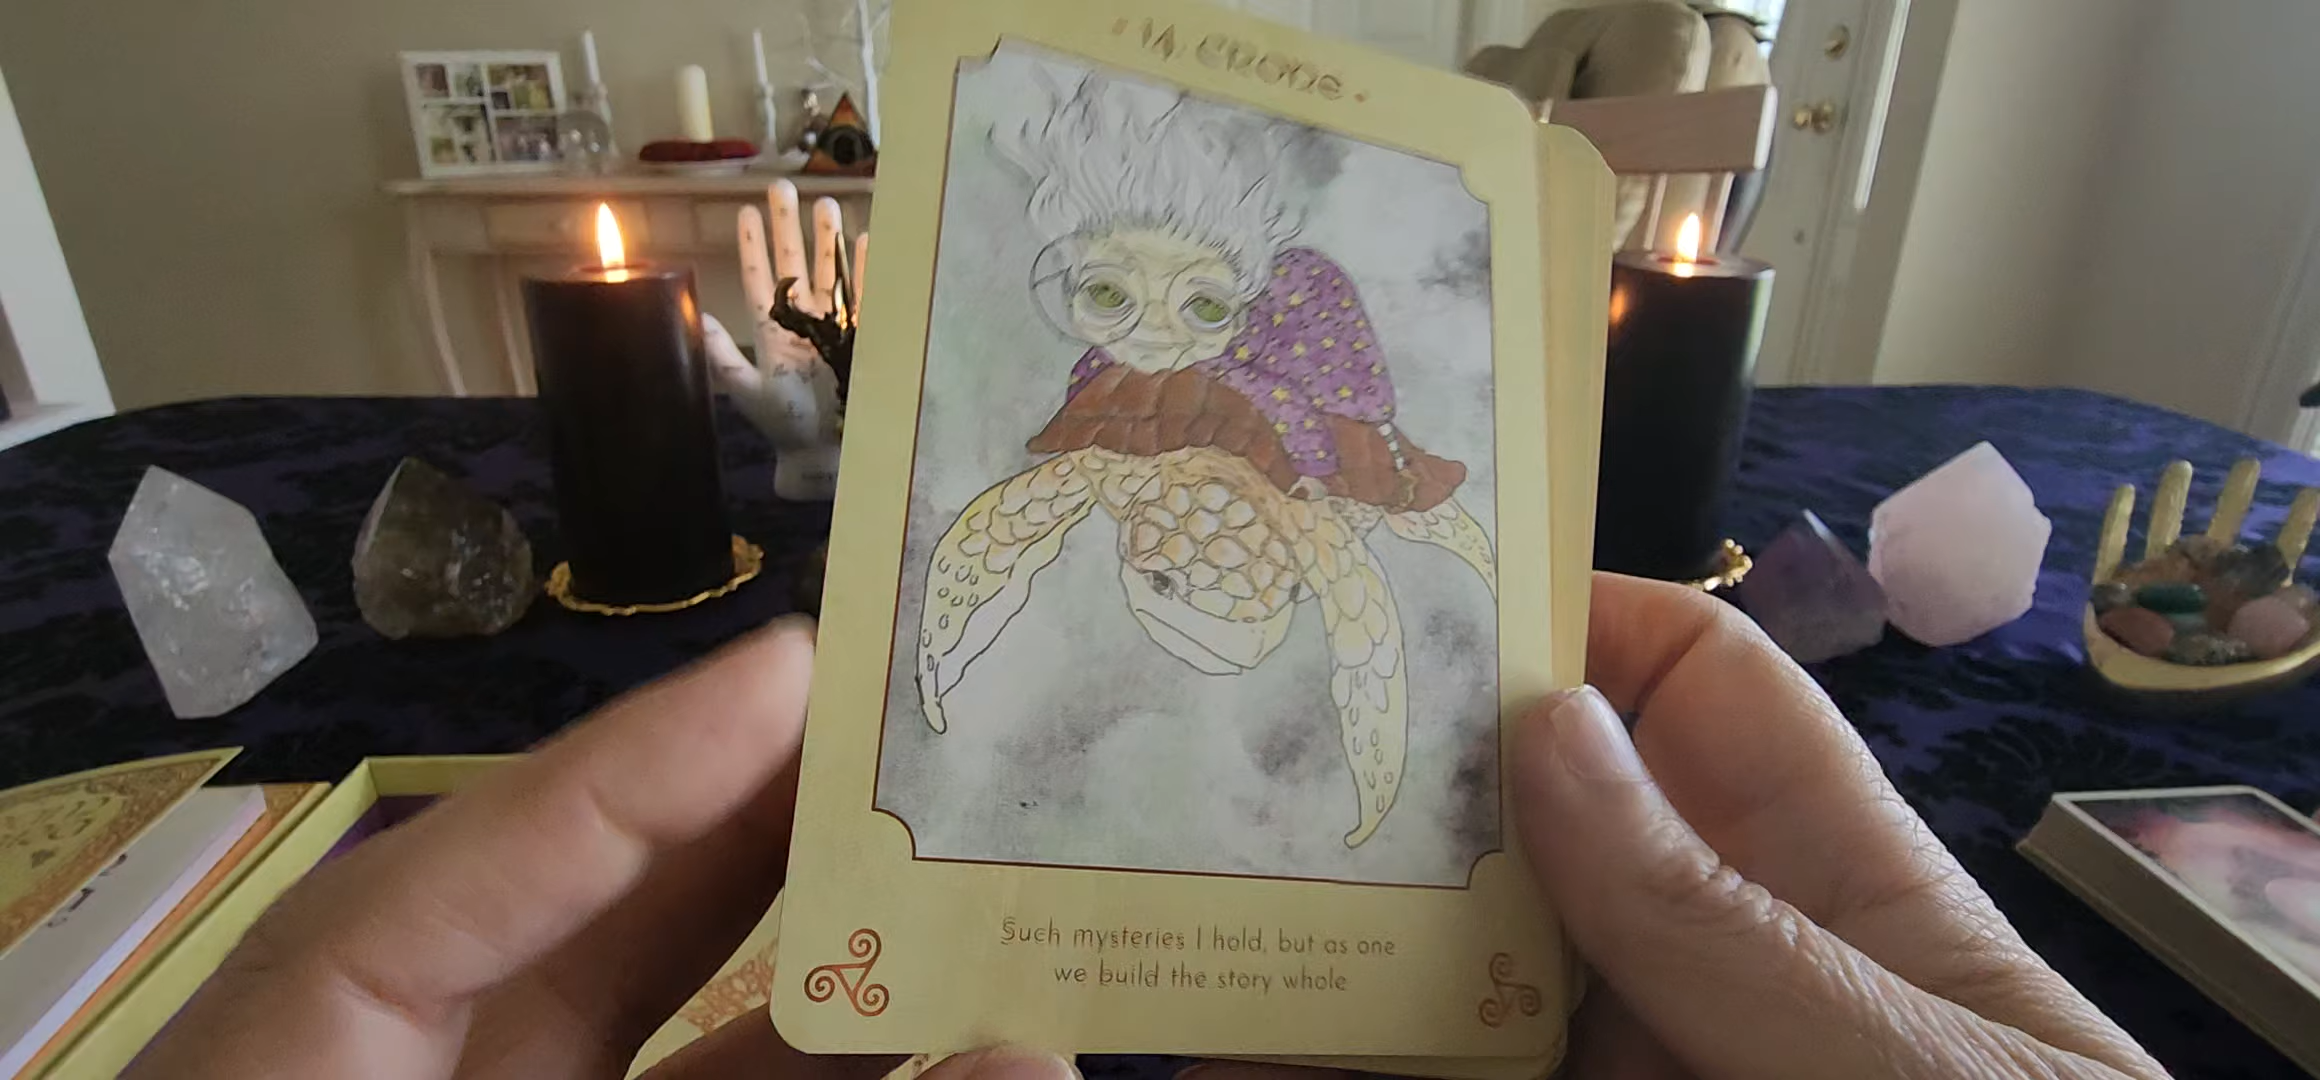 CRONE
Such mysteries I hold, but as one
we build the story whole